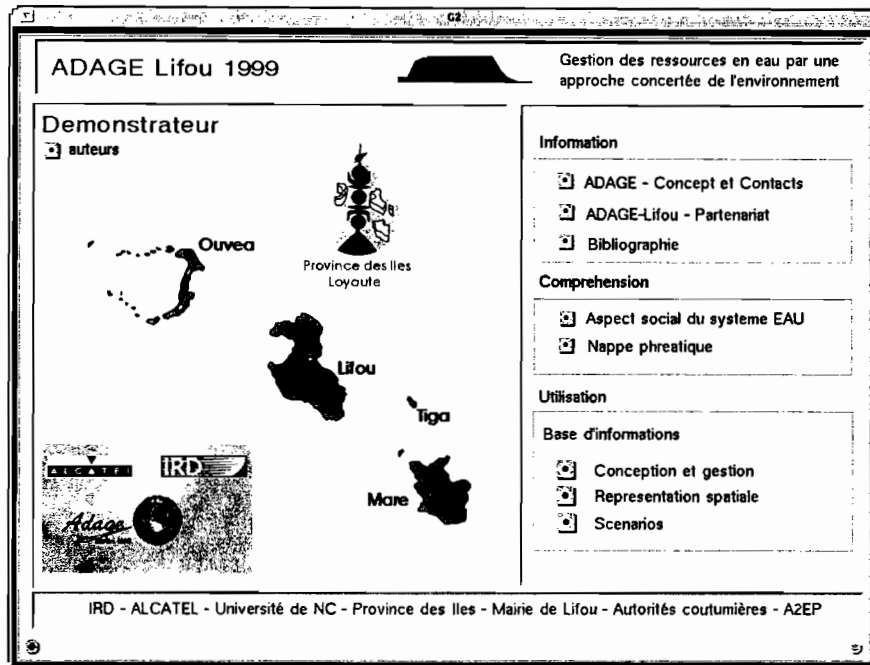 G2
ADAGE Lifou 1999
Gestion des ressources en eau par une
approche concertée de l'environnement
Demonstrateur
auteurs
Ouvea
Province des Iles
Loyaute
Lifou
Tiga
Mare
ALCATEL
IRD
Adage
Information
ADAGE - Concept et Contacts
ADAGE-Lifou - Partenariat
Bibliographie
Comprehension
Aspect social du systeme EAU
Nappe phreatique
Utilisation
Base d'informations
Conception et gestion
Representation spatiale
Scenarios
IRD - ALCATEL - Université de NC - Province des Iles - Mairie de Lifou - Autorités coutumières - A2EP